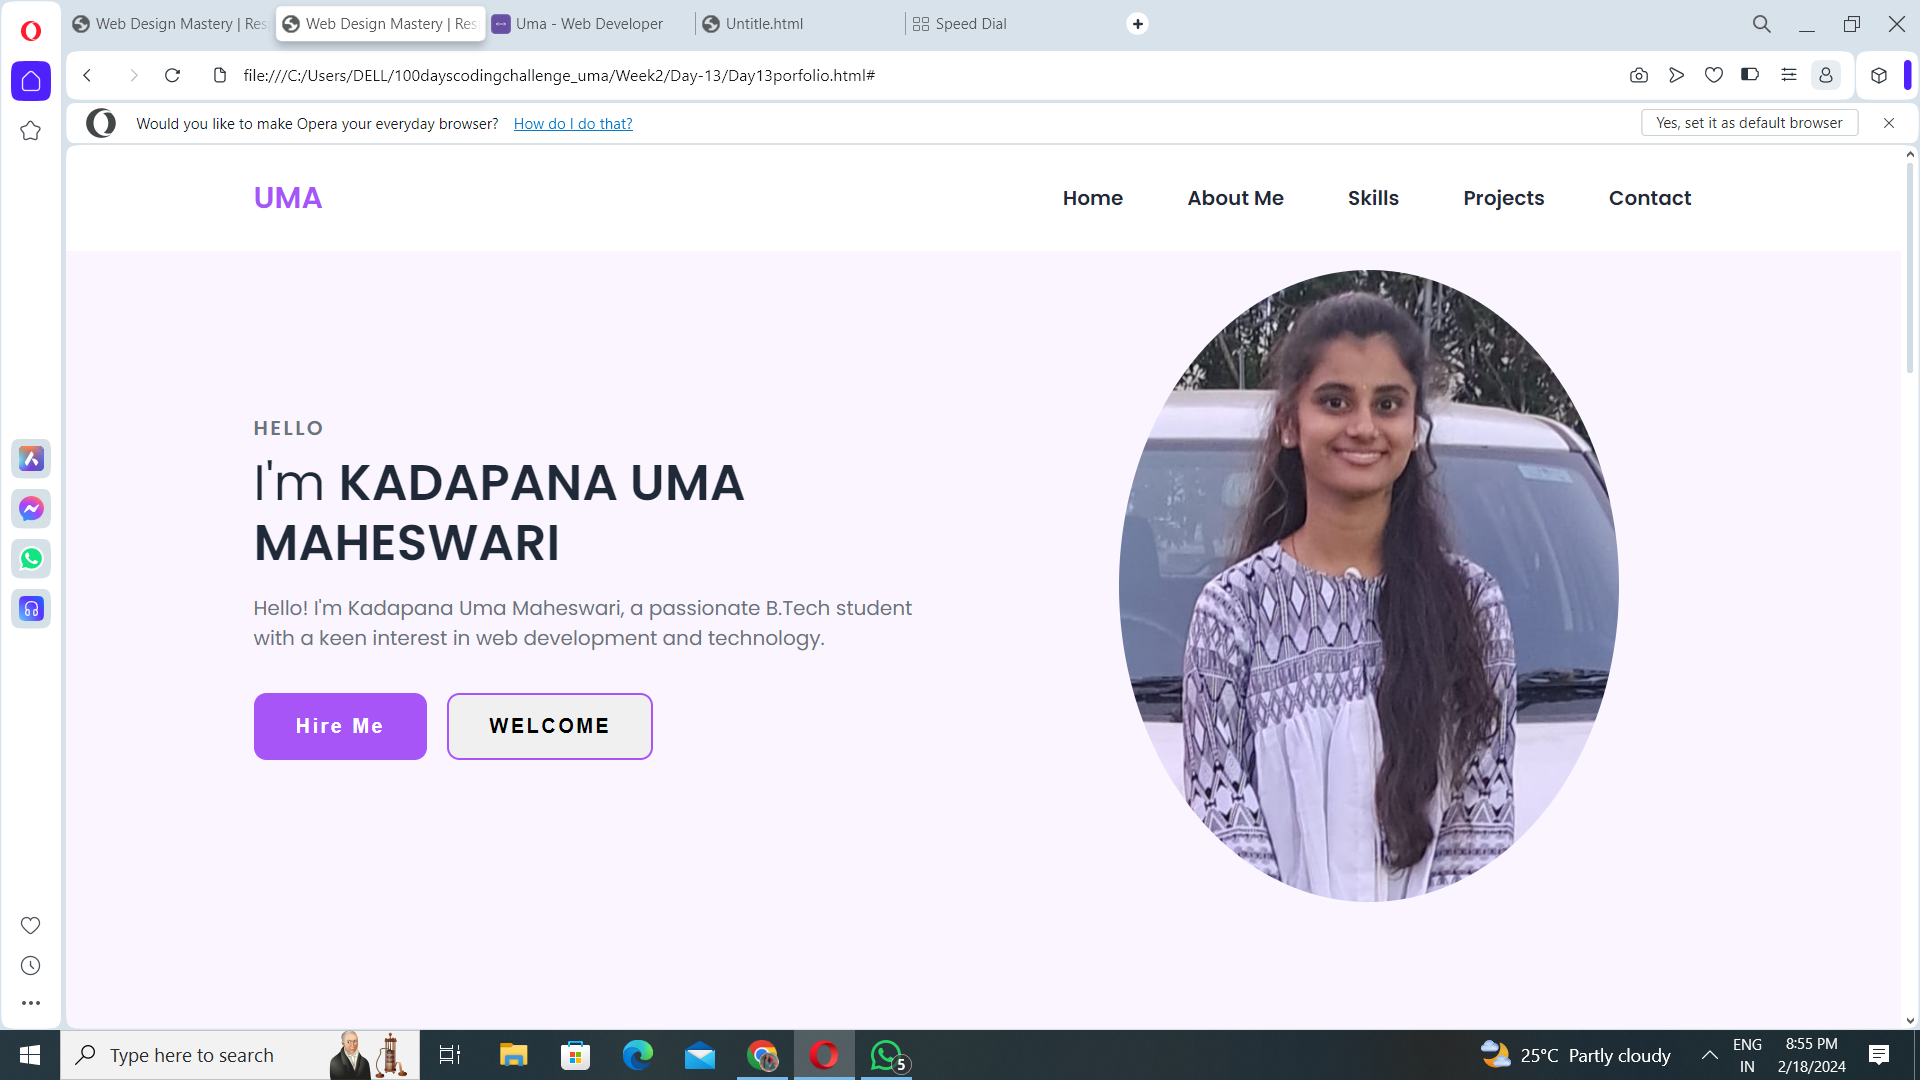 Web Design Mastery | Res
Web Design Mastery | Res
Uma - Web Developer
Untitle.html
Speed Dial
file:///C:/Users/DELL/100dayscodingchallenge_uma/Week2/Day-13/Day13porfolio.html#
Would you like to make Opera your everyday browser? How do I do that?
Yes, set it as default browser
UMA
Home About Me Skills Projects Contact
HELLO
I'm KADAPANA UMA
MAHESWARI
Hello! I'm Kadapana Uma Maheswari, a passionate B.Tech student
with a keen interest in web development and technology.
Hire Me
WELCOME
Type here to search
5
25°C Partly cloudy
ENG
IN
8:55 PM
2/18/2024